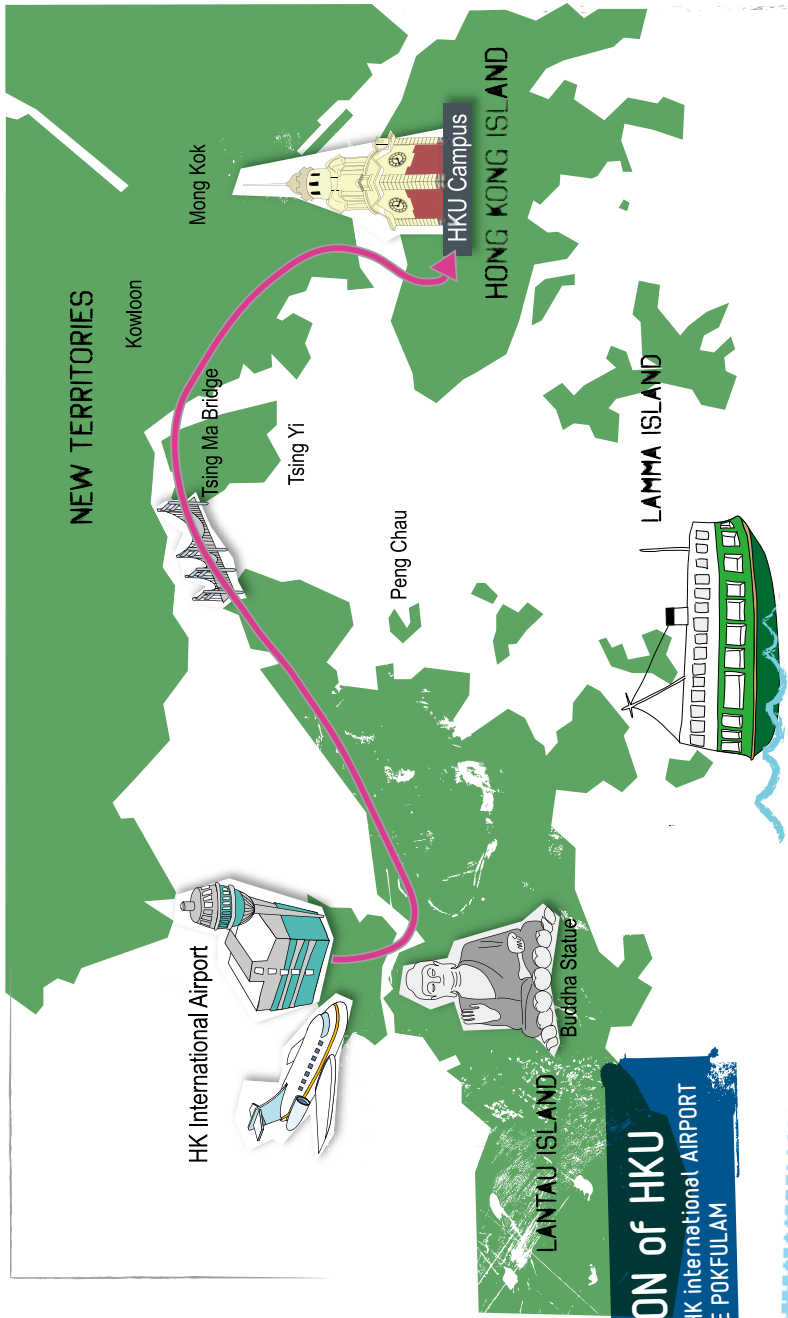 NEW TERRITORIES
Kowloon
Mong Kok
HK International Airport
Tsing Ma Bridge
Tsing Yi
Peng Chau
HKU Campus
HONG KONG ISLAND
Buddha Statue
LANTAU ISLAND
LAMMA ISLAND
ON of HKU
HK international AIRPORT
E POKFULAM